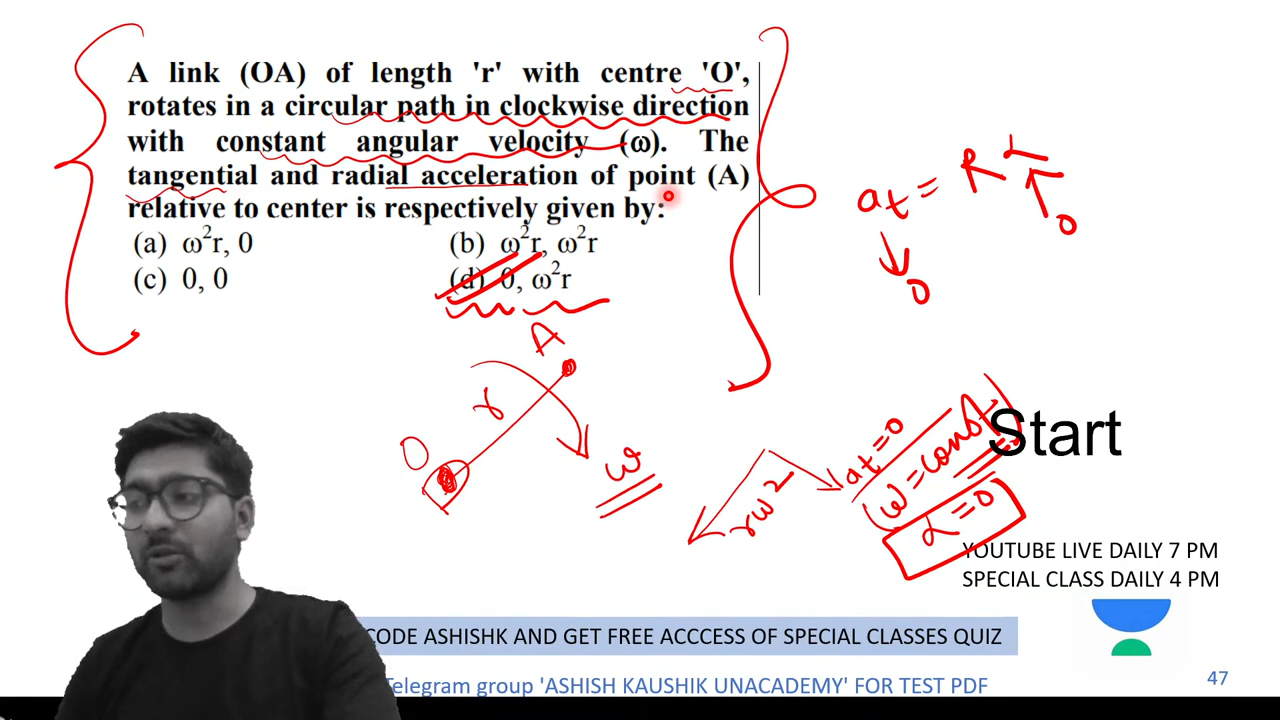 A link (OA) of length 'r' with centre 'O',
rotates in a circular path in clockwise direction
with constant angular velocity (ω). The
tangential and radial acceleration of point (A)
relative to center is respectively given by:
(a) ω²r, 0 (b) ω²r, ω²r
(c) 0, 0 (d) 0, ω²r
at = R α
0
0
A
r
O
ω
rω²
at = 0
(ω = const)
α = 0
Start
YOUTUBE LIVE DAILY 7 PM
SPECIAL CLASS DAILY 4 PM
CODE ASHISHK AND GET FREE ACCCESS OF SPECIAL CLASSES QUIZ
Telegram group 'ASHISH KAUSHIK UNACADEMY' FOR TEST PDF
47